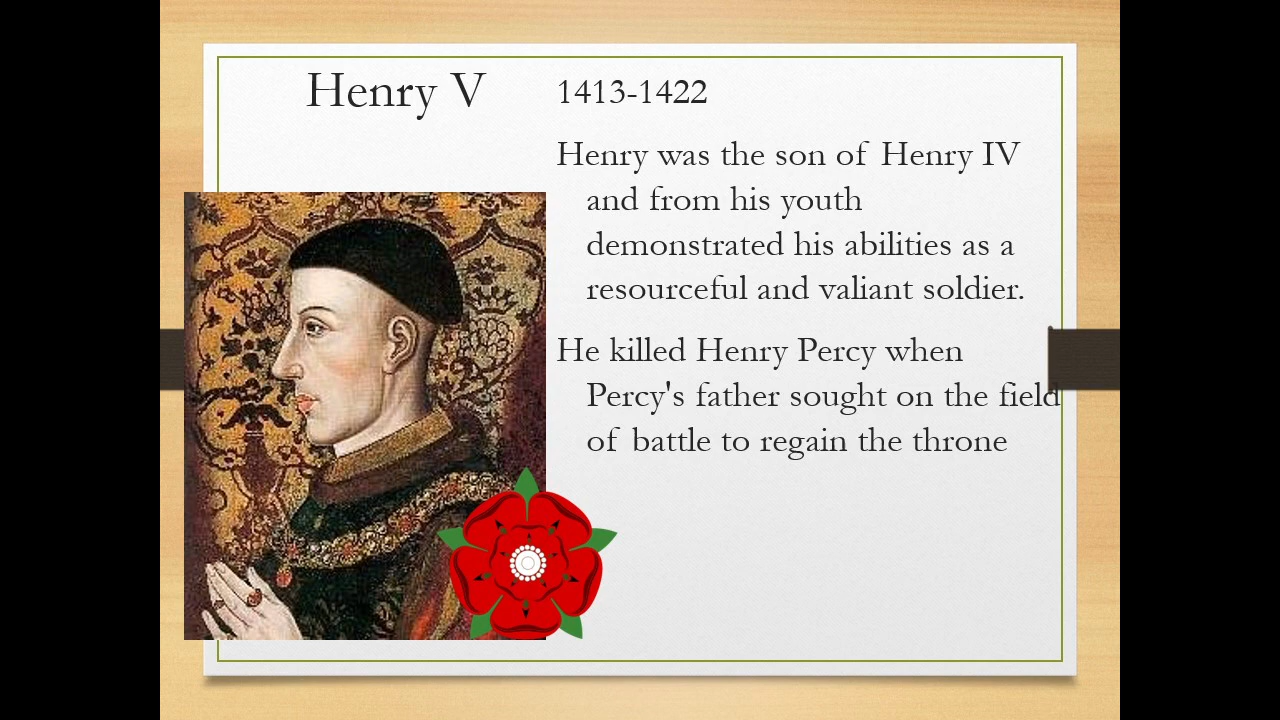 Henry V
1413-1422
Henry was the son of Henry IV
and from his youth
demonstrated his abilities as a
resourceful and valiant soldier.
He killed Henry Percy when
Percy's father sought on the field
of battle to regain the throne